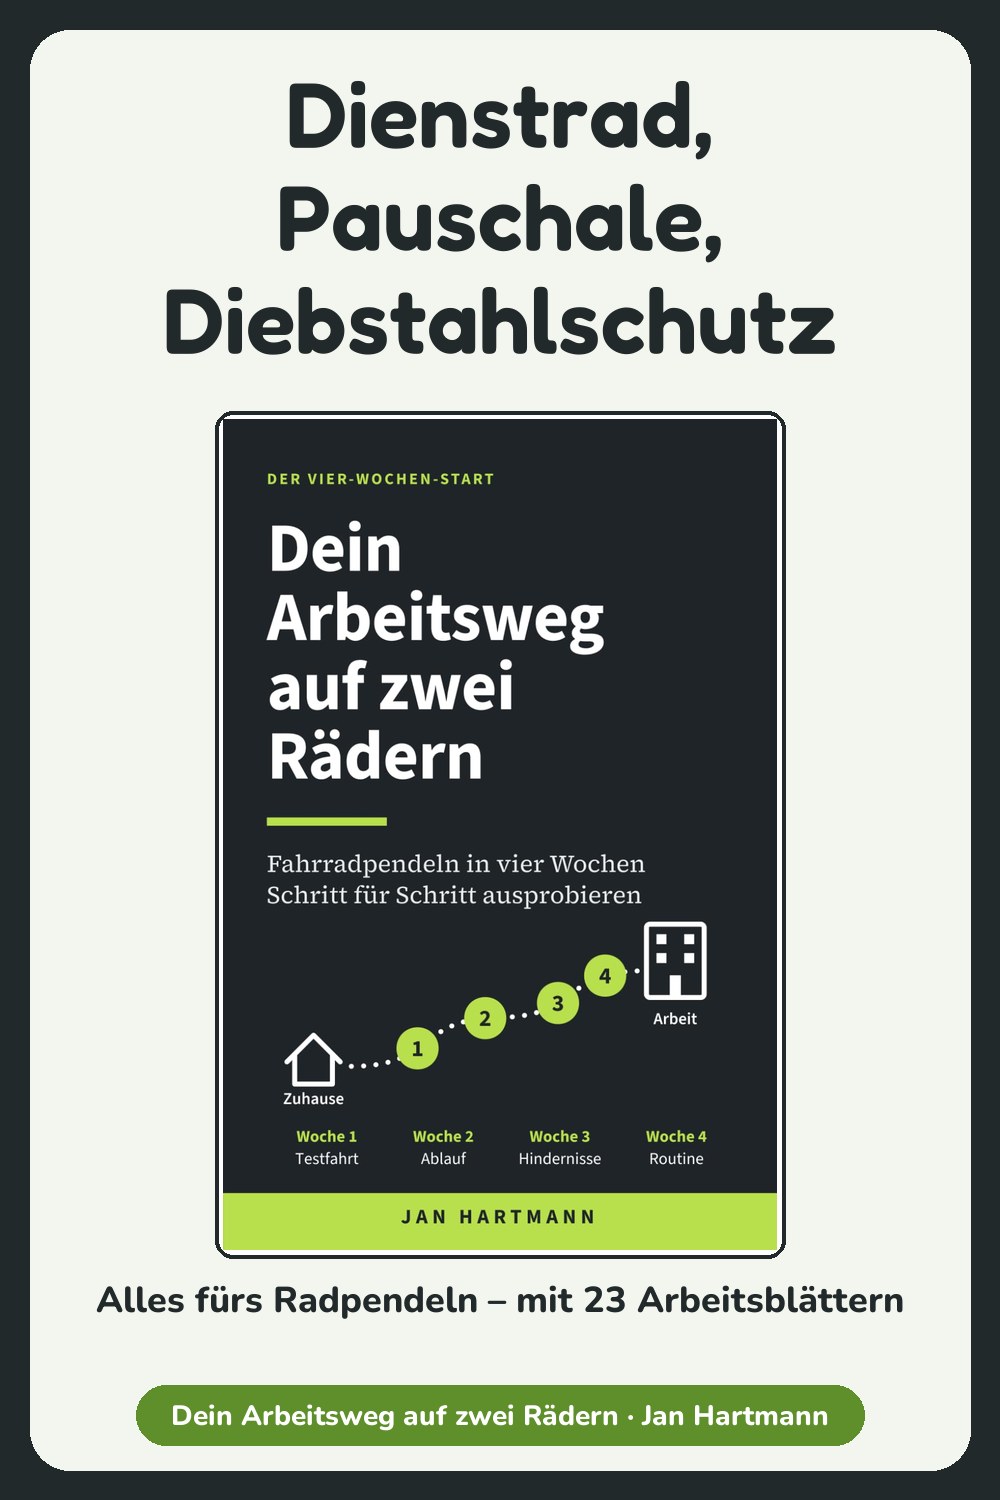 Dienstrad,
Pauschale,
Diebstahlschutz
DER VIER-WOCHEN-START
Dein
Arbeitsweg
auf zwei
Rädern
Fahrradpendeln in vier Wochen
Schritt für Schritt ausprobieren
4
Arbeit
3
2
1
Zuhause
Woche 1 Woche 2 Woche 3 Woche 4
Testfahrt Ablauf Hindernisse Routine
JAN HARTMANN
Alles fürs Radpendeln – mit 23 Arbeitsblättern
Dein Arbeitsweg auf zwei Rädern · Jan Hartmann